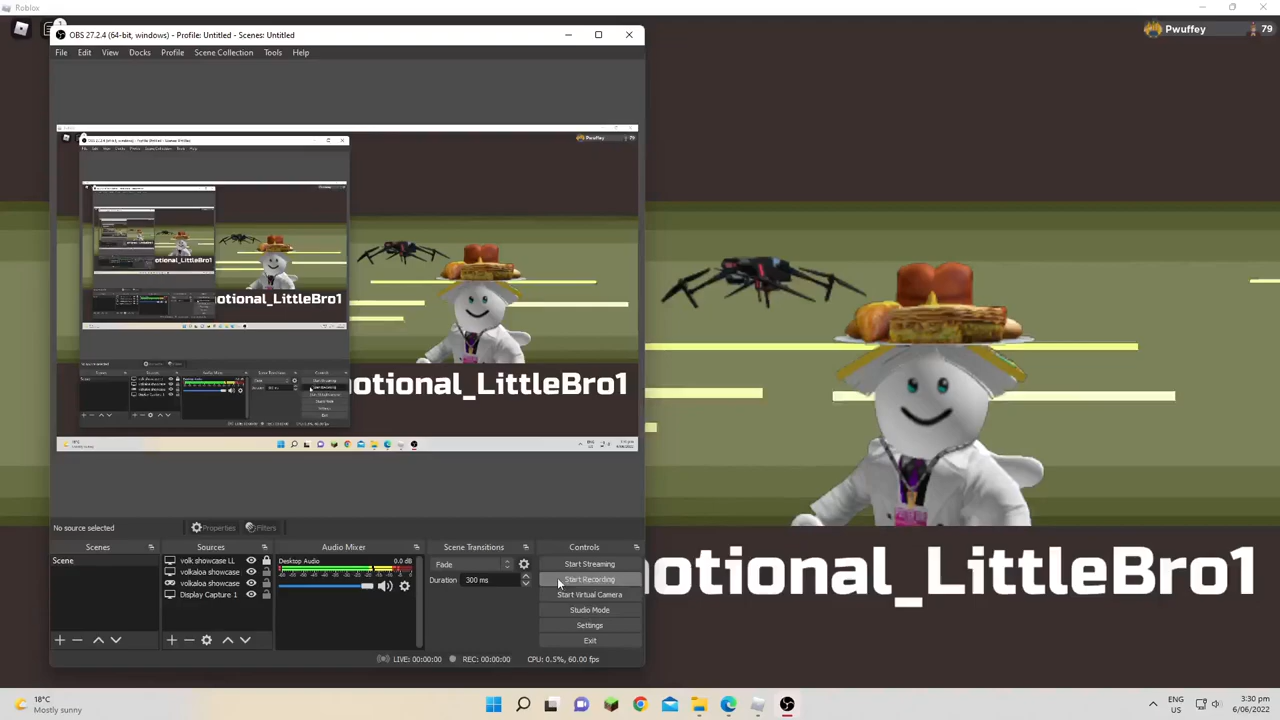 Roblox
OBS 27.2.4 (64-bit, windows) - Profile: Untitled - Scenes: Untitled
Pwuffey
79
File Edit View Docks Profile Scene Collection Tools Help
Pwuffey
79
otional_LittleBro1
otional_LittleBro1
otional_LittleBro1
otional_LittleBro1
No source selected
Properties
Filters
Scenes
Sources
Audio Mixer
Scene Transitions
Controls
Scene
volk showcase LL
volkaloa showcase
volkaloa showcase
Display Capture 1
Desktop Audio
0.0 dB
Fade
Duration
300 ms
Start Streaming
Start Recording
Start Virtual Camera
Studio Mode
Settings
Exit
LIVE: 00:00:00
REC: 00:00:00
CPU: 0.5%, 60.00 fps
18°C
Mostly sunny
ENG
US
3:30 pm
6/06/2022